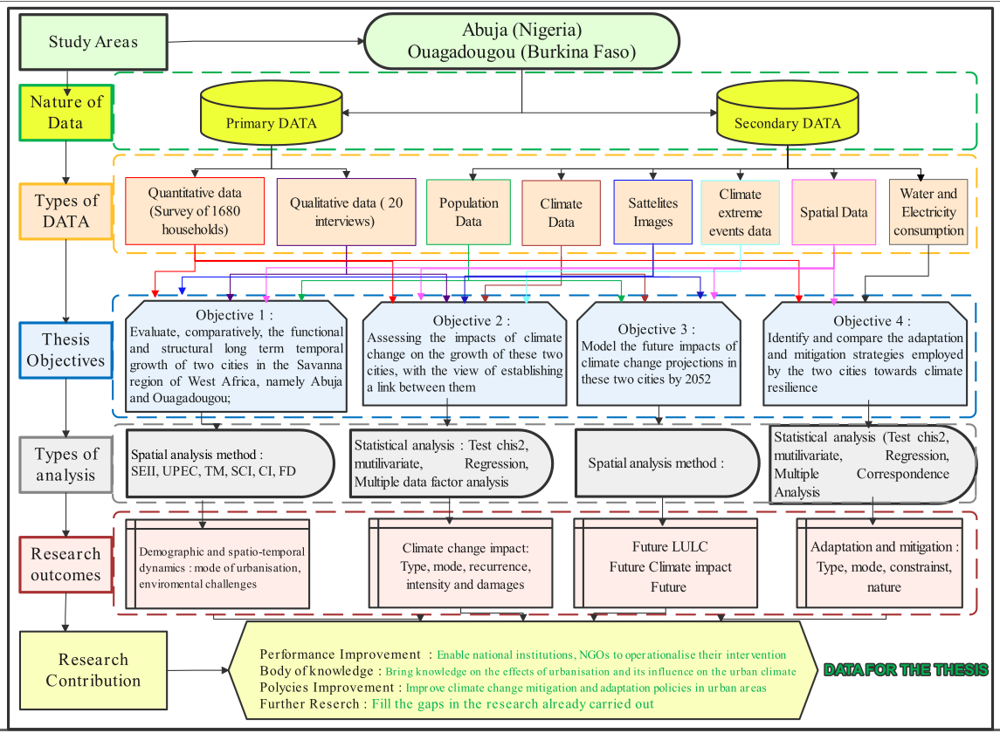 Study Areas
Abuja (Nigeria)
Ouagadougou (Burkina Faso)
Nature of
Data
Primary DATA
Secondary DATA
Types of
DATA
Quantitative data
(Survey of 1680
households)
Qualitative data ( 20
interviews)
Population
Data
Climate
Data
Sattelites
Images
Climate
extreme
events data
Spatial Data
Water and
Electricity
consumption
Thesis
Objectives
Objective 1 :
Evaluate, comparatively, the functional
and structural long term temporal
growth of two cities in the Savanna
region of West Africa, namely Abuja
and Ouagadougou;
Objective 2 :
Assessing the impacts of climate
change on the growth of these two
cities, with the view of establishing
a link between them
Objective 3 :
Model the future impacts of
climate change projections in
these two cities by 2052
Objective 4 :
Identify and compare the adaptation
and mitigation strategies employed
by the two cities towards climate
resilience
Types of
analysis
Spatial analysis method :
SEII, UPEC, TM, SCI, CI, FD
Statistical analysis : Test chis2,
mutilivariate, Regression,
Multiple data factor analysis
Spatial analysis method :
Statistical analysis (Test chis2,
mutilivariate, Regression,
Multiple Correspondence
Analysis
Research
outcomes
Demographic and spatio-temporal
dynamics : mode of urbanisation,
enviromental challenges
Climate change impact:
Type, mode, recurrence,
intensity and damages
Future LULC
Future Climate impact
Future
Adaptation and mitigation :
Type, mode, constrainst,
nature
Research
Contribution
Performance Improvement : Enable national institutions, NGOs to operationalise their intervention
Body of knowledge : Bring knowledge on the effects of urbanisation and its influence on the urban climate
Polycies Improvement : Improve climate change mitigation and adaptation policies in urban areas
Further Reserch : Fill the gaps in the research already carried out
DATA FOR THE THESIS